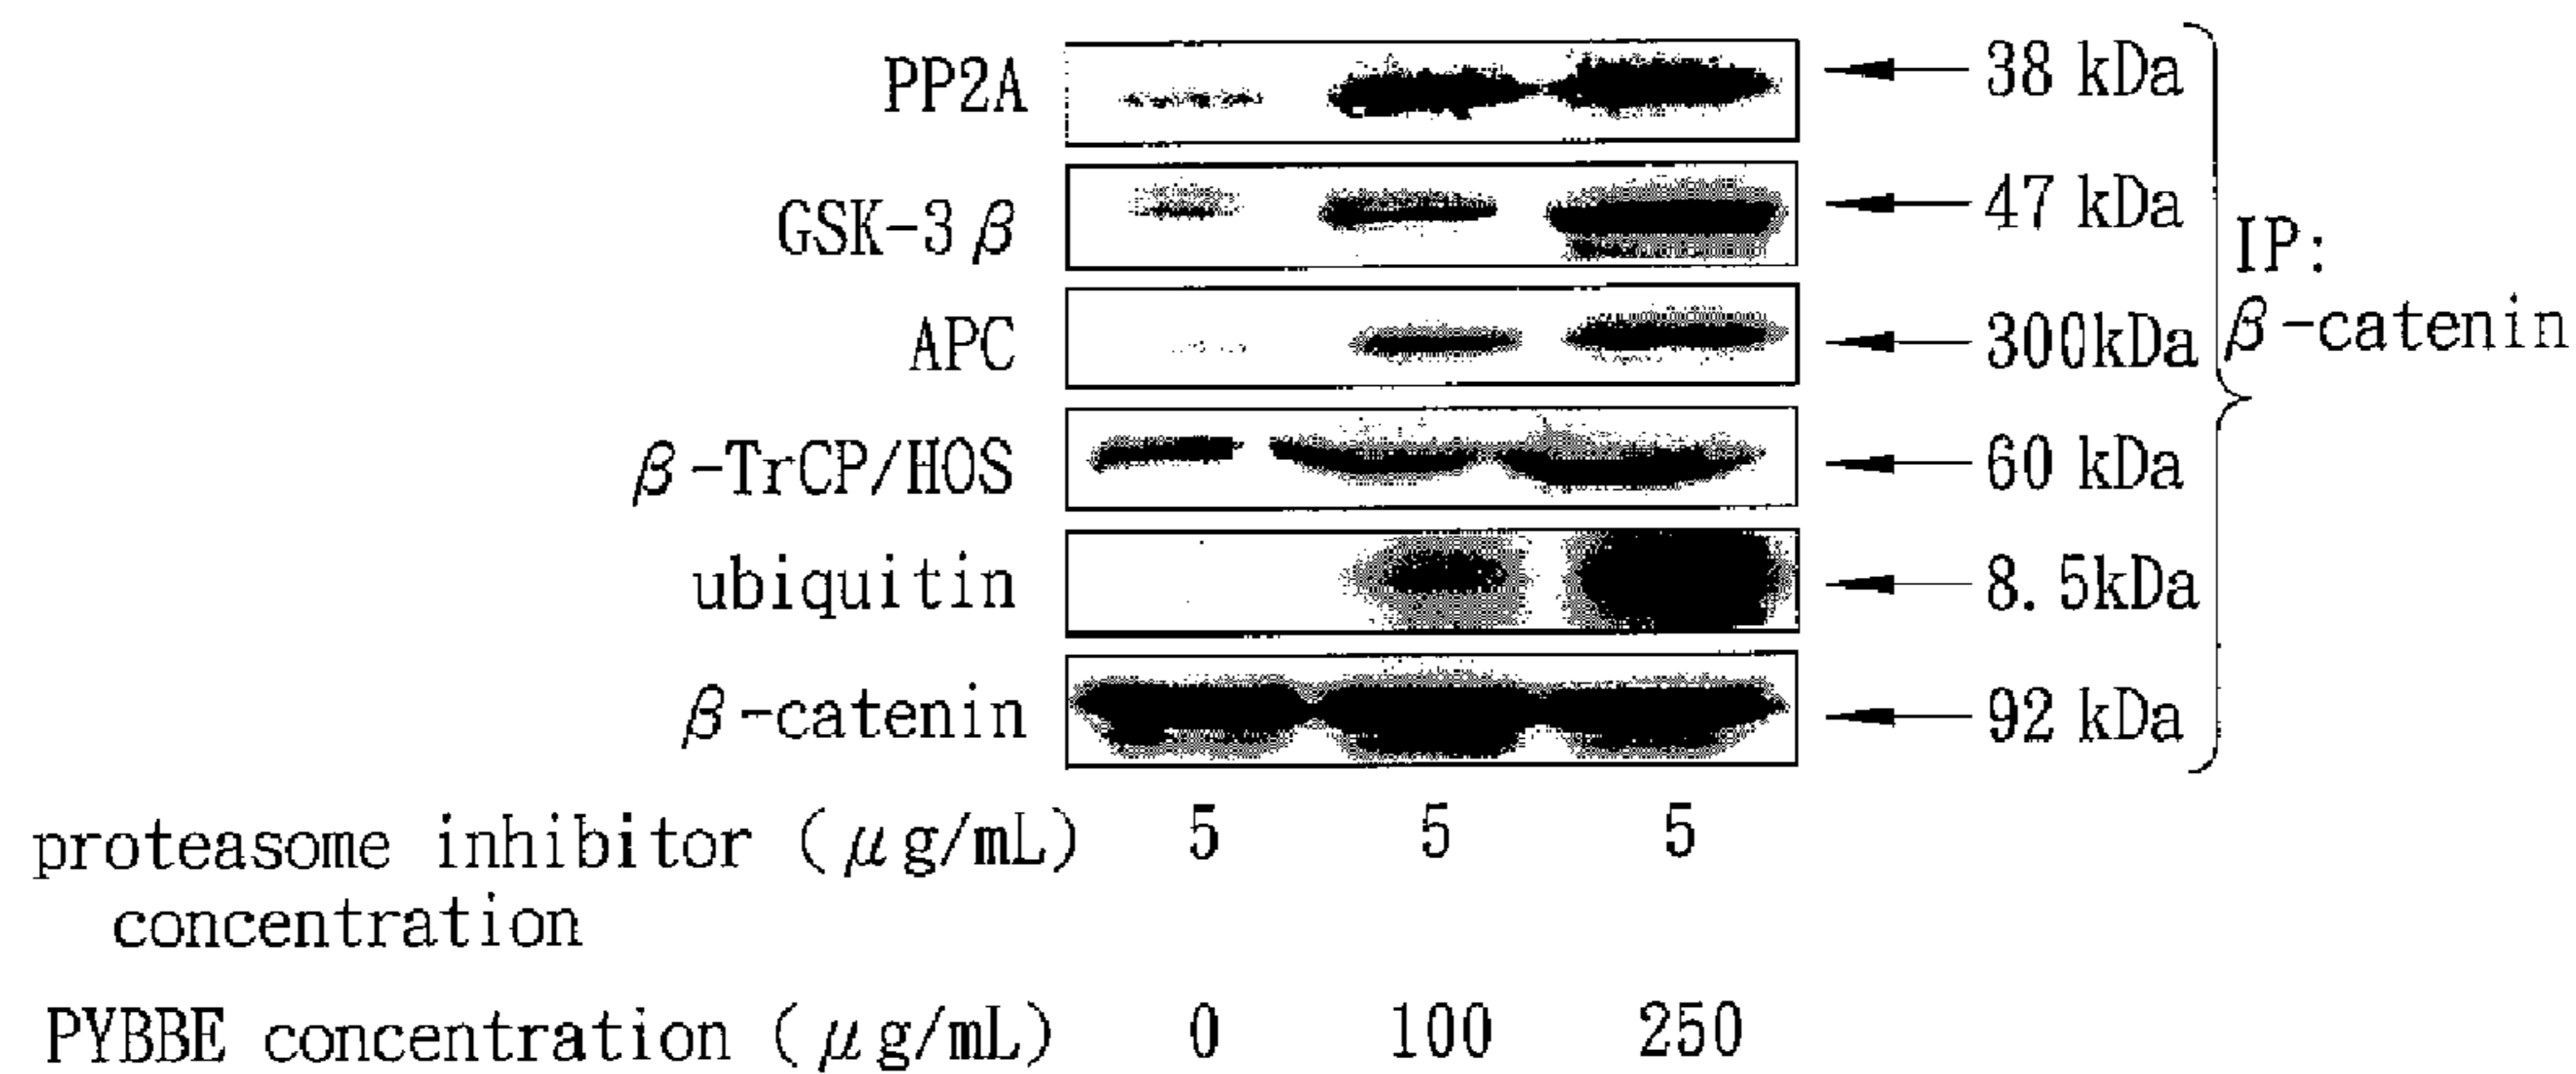 PP2A 38 kDa
GSK-3β 47 kDa
IP:
APC 300kDa β-catenin
β-TrCP/HOS 60 kDa
ubiquitin 8.5kDa
β-catenin 92 kDa
proteasome inhibitor (μg/mL) 5 5 5
concentration
PYBBE concentration (μg/mL) 0 100 250